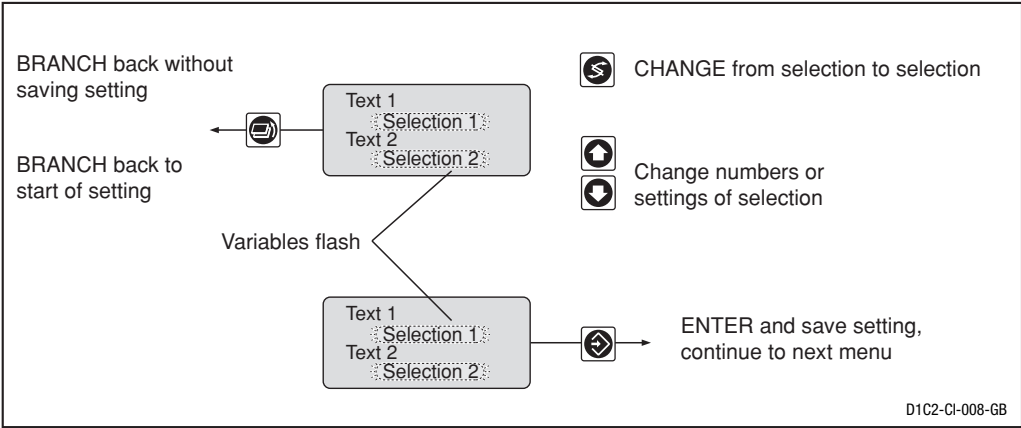 BRANCH back without
saving setting
BRANCH back to
start of setting
Text 1
Selection 1
Text 2
Selection 2
CHANGE from selection to selection
Change numbers or
settings of selection
Variables flash
Text 1
Selection 1
Text 2
Selection 2
ENTER and save setting,
continue to next menu
D1C2-CI-008-GB